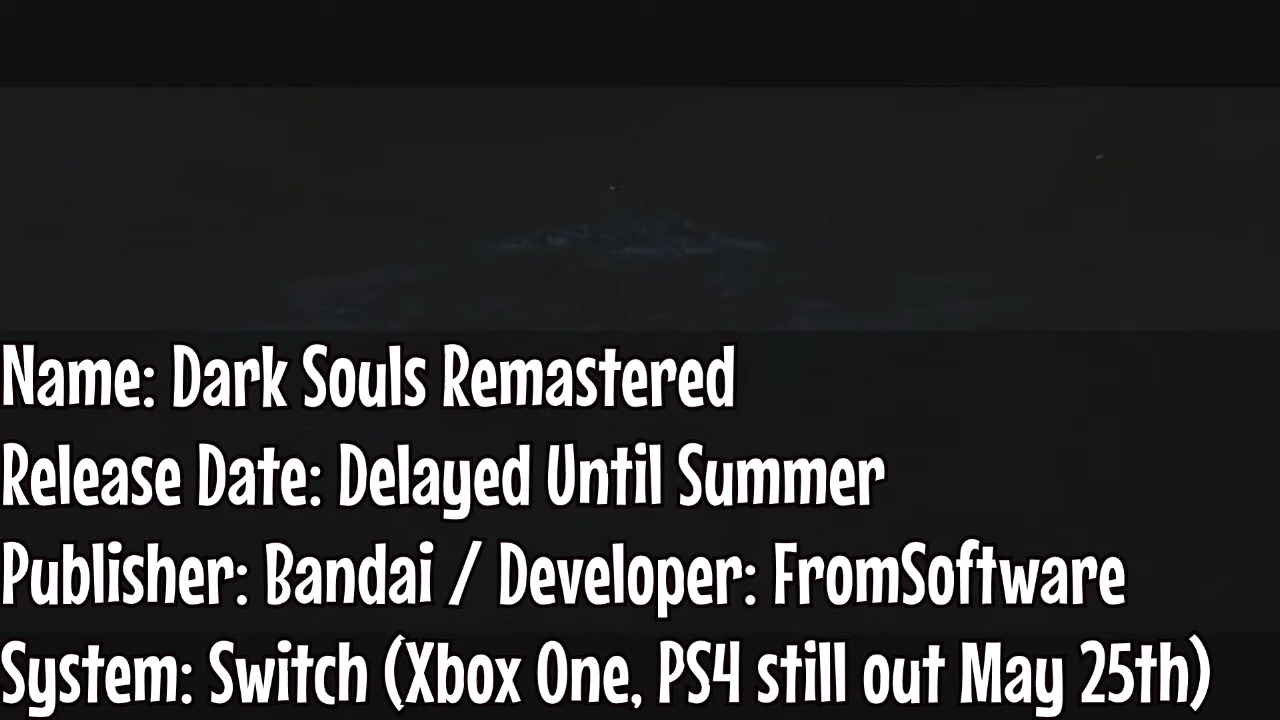 Name: Dark Souls Remastered
Release Date: Delayed Until Summer
Publisher: Bandai / Developer: FromSoftware
System: Switch (Xbox One, PS4 still out May 25th)